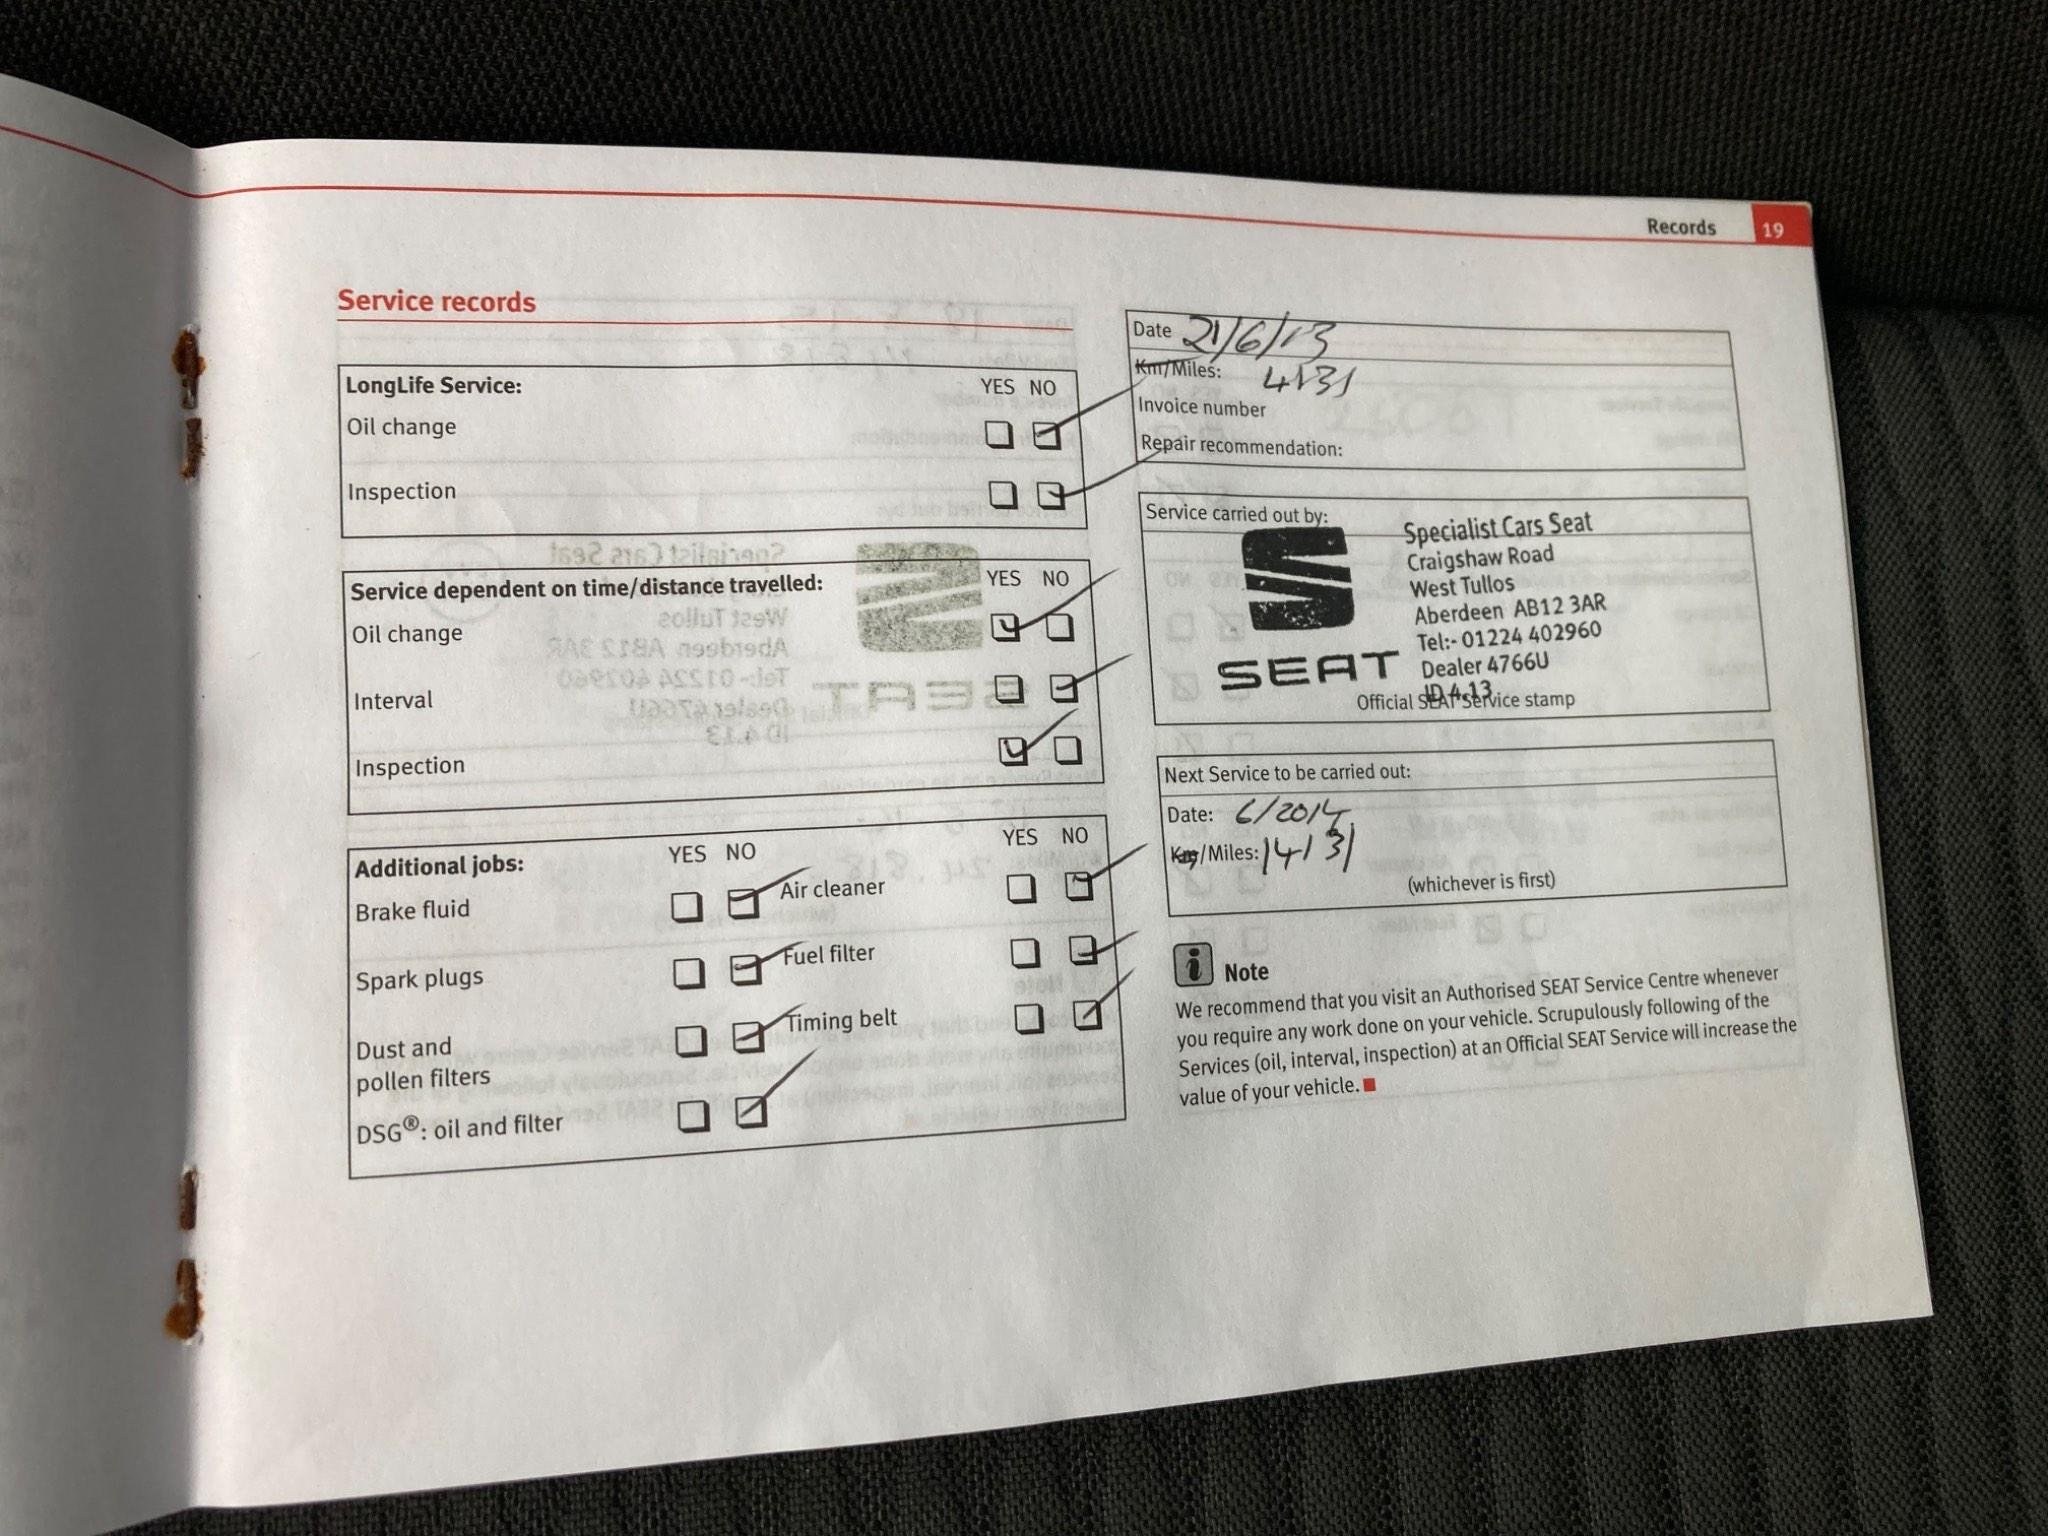 Records 19
Service records
LongLife Service: YES NO
Oil change
Inspection
Service dependent on time/distance travelled: YES NO
Oil change
Interval
Inspection
Additional jobs: YES NO YES NO
Brake fluid Air cleaner
Spark plugs Fuel filter
Dust and Timing belt
pollen filters
DSG®: oil and filter
Date 21/6/13
Km/Miles: 4131
Invoice number
Repair recommendation:
Service carried out by:
SEAT
Specialist Cars Seat
Craigshaw Road
West Tullos
Aberdeen AB12 3AR
Tel:- 01224 402960
Dealer 4766U
ID 4.13
Official SEAT Service stamp
Next Service to be carried out:
Date: 6/2014
Km/Miles: 14131
(whichever is first)
i Note
We recommend that you visit an Authorised SEAT Service Centre whenever
you require any work done on your vehicle. Scrupulously following of the
Services (oil, interval, inspection) at an Official SEAT Service will increase the
value of your vehicle.